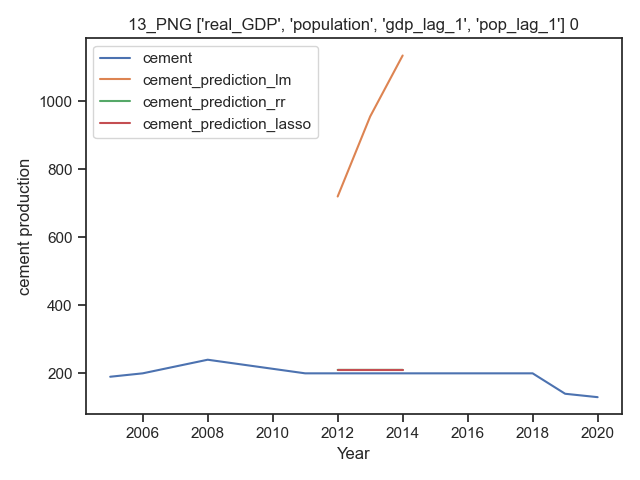 13_PNG ['real_GDP', 'population', 'gdp_lag_1', 'pop_lag_1'] 0
cement
cement_prediction_lm
cement_prediction_rr
cement_prediction_lasso
cement production
1000
800
600
400
200
2006 2008 2010 2012 2014 2016 2018 2020
Year